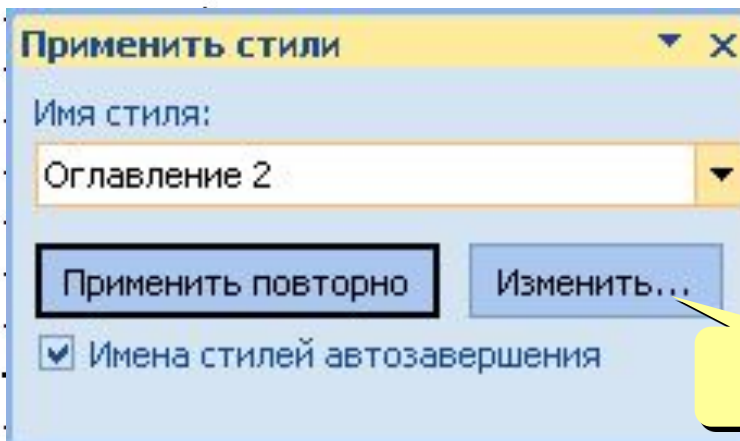 Применить стили
Имя стиля:
Оглавление 2
Применить повторно
Изменить...
Имена стилей автозавершения